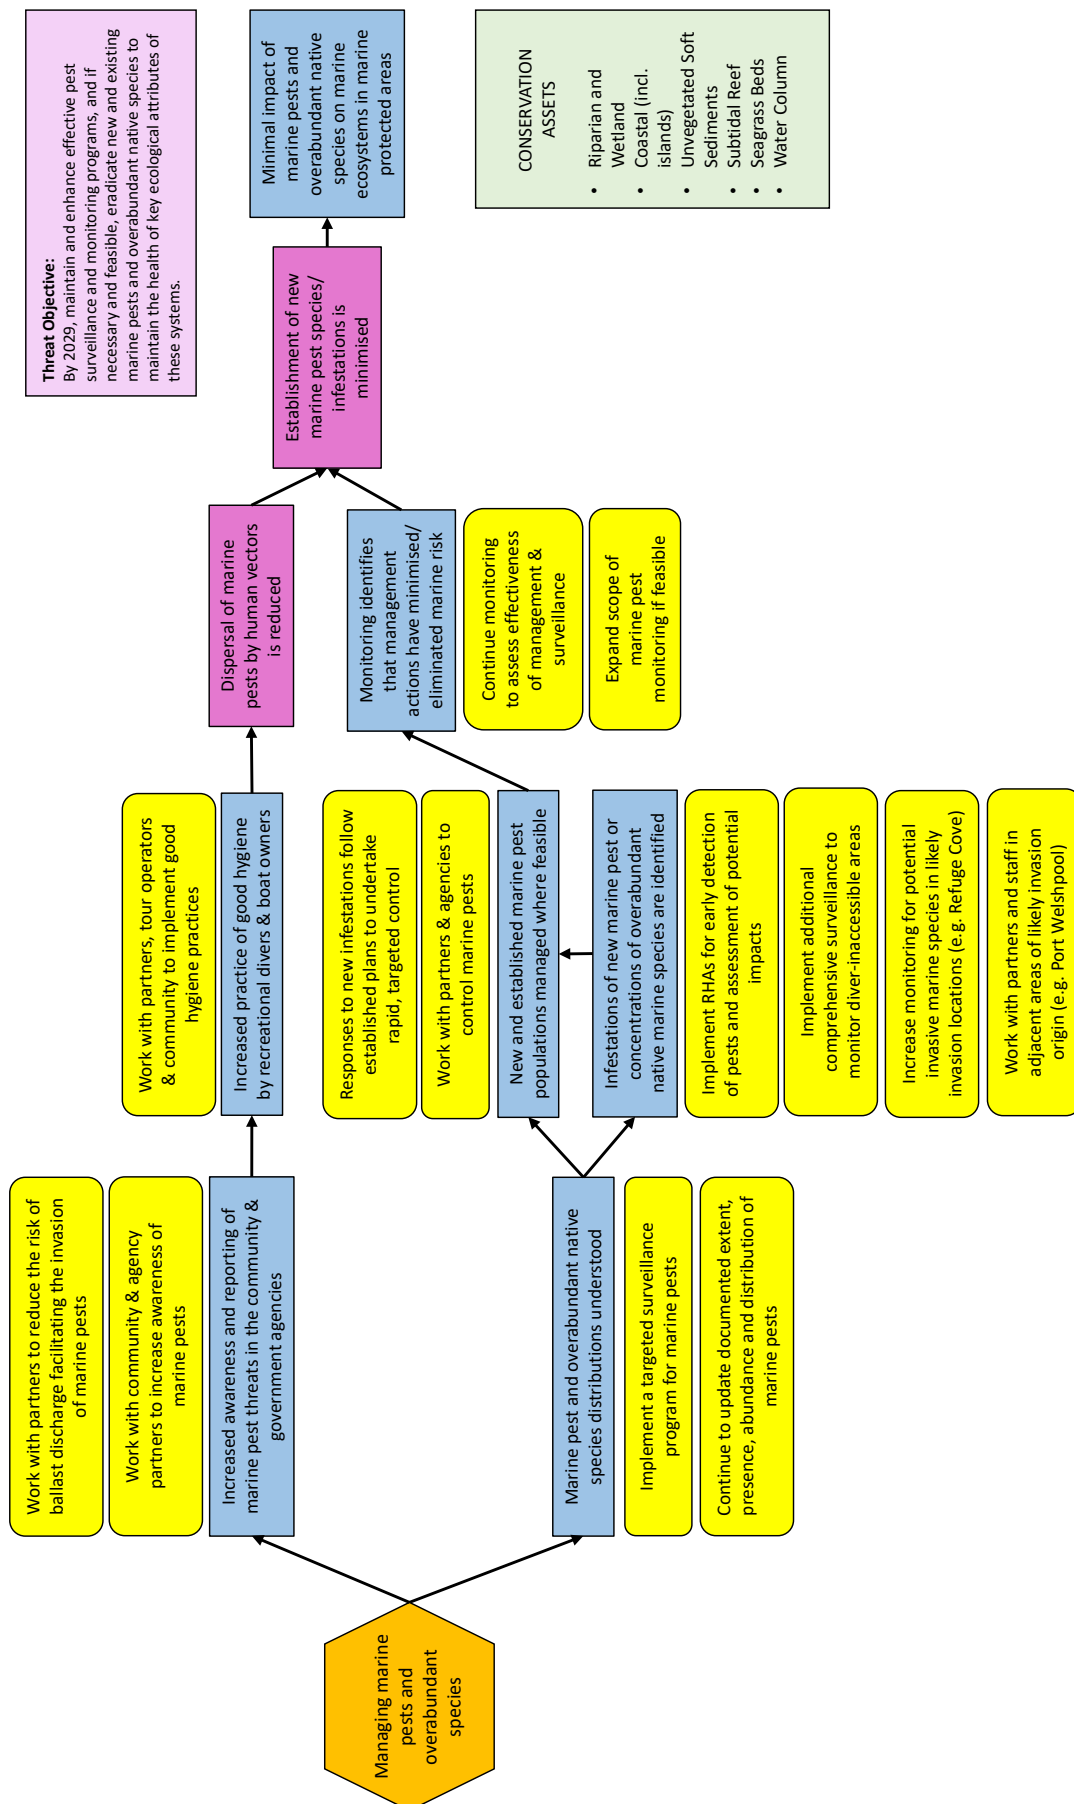 Managing marine
pests and
overabundant
species
Work with partners to reduce the risk of
ballast discharge facilitating the invasion
of marine pests
Work with community & agency
partners to increase awareness of
marine pests
Increased awareness and reporting of
marine pest threats in the community &
government agencies
Marine pest and overabundant native
species distributions understood
Implement a targeted surveillance
program for marine pests
Continue to update documented extent,
presence, abundance and distribution of
marine pests
Work with partners, tour operators
& community to implement good
hygiene practices
Increased practice of good hygiene
by recreational divers & boat owners
Responses to new infestations follow
established plans to undertake
rapid, targeted control
Work with partners & agencies to
control marine pests
New and established marine pest
populations managed where feasible
Infestations of new marine pest or
concentrations of overabundant
native marine species are identified
Implement RHAs for early detection
of pests and assessment of potential
impacts
Implement additional
comprehensive surveillance to
monitor diver-inaccessible areas
Increase monitoring for potential
invasive marine species in likely
invasion locations (e.g. Refuge Cove)
Work with partners and staff in
adjacent areas of likely invasion
origin (e.g. Port Welshpool)
Dispersal of marine
pests by human vectors
is reduced
Monitoring identifies
that management
actions have minimised/
eliminated marine risk
Continue monitoring
to assess effectiveness
of management &
surveillance
Expand scope of
marine pest
monitoring if feasible
Establishment of new
marine pest species/
infestations is
minimised
Minimal impact of
marine pests and
overabundant native
species on marine
ecosystems in marine
protected areas
Threat Objective:
By 2029, maintain and enhance effective pest
surveillance and monitoring programs, and if
necessary and feasible, eradicate new and existing
marine pests and overabundant native species to
maintain the health of key ecological attributes of
these systems.
CONSERVATION
ASSETS
• Riparian and
Wetland
• Coastal (incl.
islands)
• Unvegetated Soft
Sediments
• Subtidal Reef
• Seagrass Beds
• Water Column